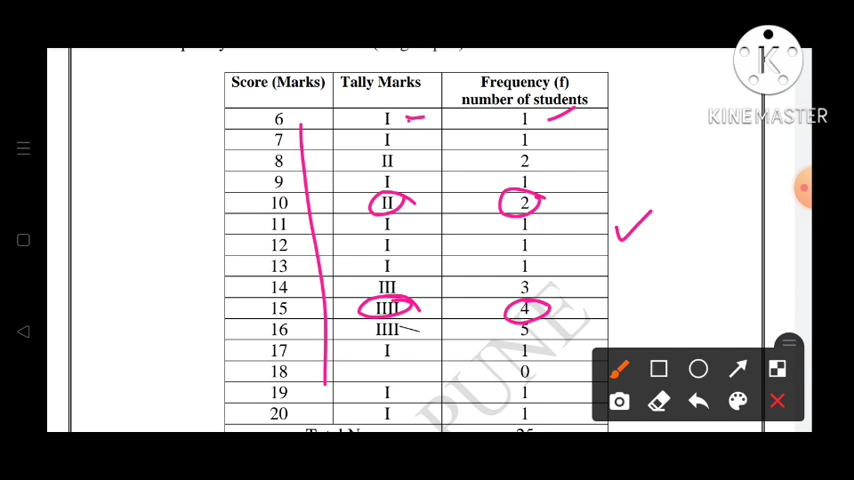 Score (Marks) Tally Marks Frequency (f)
number of students
6 I 1
7 I 1
8 II 2
9 I 1
10 II 2
11 I 1
12 I 1
13 I 1
14 III 3
15 IIII 4
16 IIII 5
17 I 1
18 0
19 I 1
20 I 1
PUNE
K
KINEMASTER